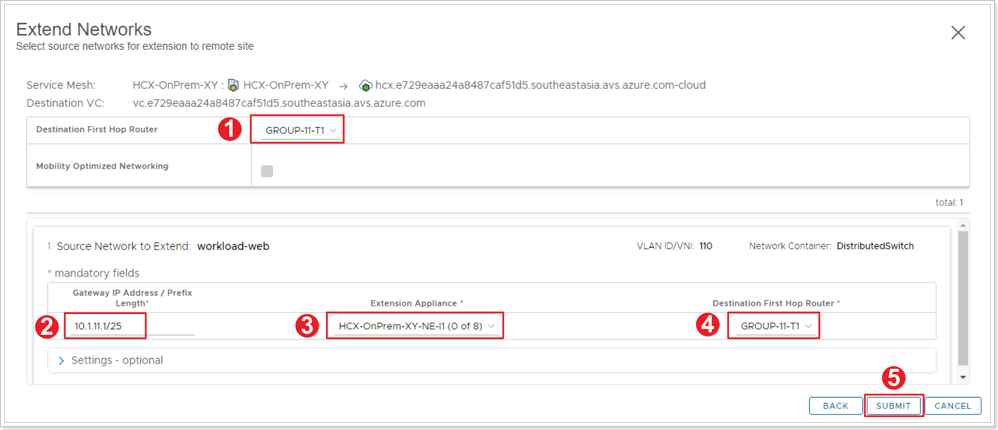 Extend Networks
Select source networks for extension to remote site
Service Mesh: HCX-OnPrem-XY : HCX-OnPrem-XY → hcx.e729eaaa24a8487caf51d5.southeastasia.avs.azure.com-cloud
Destination VC: vc.e729eaaa24a8487caf51d5.southeastasia.avs.azure.com
Destination First Hop Router 1 GROUP-11-T1
Mobility Optimized Networking
total: 1
1. Source Network to Extend: workload-web VLAN ID/VNI: 110 Network Container: DistributedSwitch
* mandatory fields
Gateway IP Address / Prefix
Length* Extension Appliance * Destination First Hop Router *
2 10.1.11.1/25 3 HCX-OnPrem-XY-NE-I1 (0 of 8) 4 GROUP-11-T1
Settings - optional
5
BACK SUBMIT CANCEL